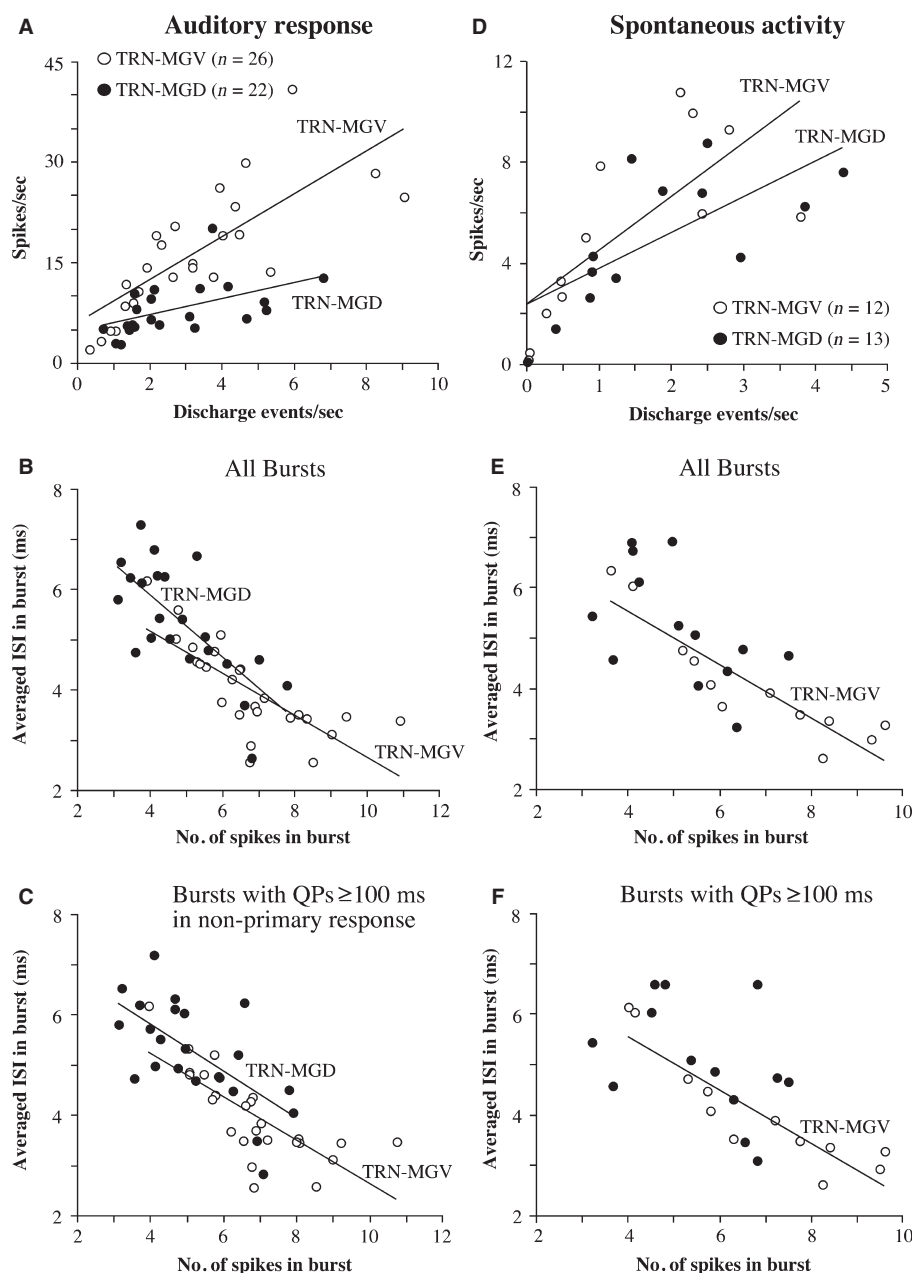 A
Auditory response
TRN-MGV (n = 26)
TRN-MGD (n = 22)
TRN-MGV
TRN-MGD
Spikes/sec
45
30
15
0
0 2 4 6 8 10
Discharge events/sec
D
Spontaneous activity
TRN-MGV
TRN-MGD
TRN-MGV (n = 12)
TRN-MGD (n = 13)
Spikes/sec
12
8
4
0
0 1 2 3 4 5
Discharge events/sec
B
All Bursts
TRN-MGD
TRN-MGV
Averaged ISI in burst (ms)
8
6
4
2
2 4 6 8 10 12
No. of spikes in burst
E
All Bursts
TRN-MGV
Averaged ISI in burst (ms)
8
6
4
2
2 4 6 8 10
No. of spikes in burst
C
Bursts with QPs ≥100 ms
in non-primary response
TRN-MGD
TRN-MGV
Averaged ISI in burst (ms)
8
6
4
2
2 4 6 8 10 12
No. of spikes in burst
F
Bursts with QPs ≥100 ms
TRN-MGV
Averaged ISI in burst (ms)
8
6
4
2
2 4 6 8 10
No. of spikes in burst